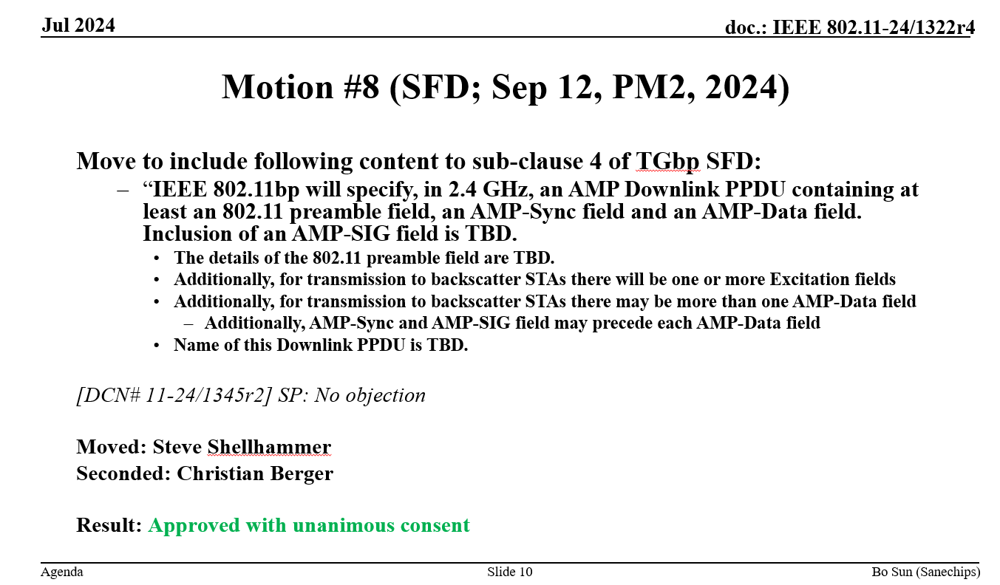 Jul 2024
doc.: IEEE 802.11-24/1322r4
Motion #8 (SFD; Sep 12, PM2, 2024)
Move to include following content to sub-clause 4 of TGbp SFD:
– “IEEE 802.11bp will specify, in 2.4 GHz, an AMP Downlink PPDU containing at
least an 802.11 preamble field, an AMP-Sync field and an AMP-Data field.
Inclusion of an AMP-SIG field is TBD.
• The details of the 802.11 preamble field are TBD.
• Additionally, for transmission to backscatter STAs there will be one or more Excitation fields
• Additionally, for transmission to backscatter STAs there may be more than one AMP-Data field
– Additionally, AMP-Sync and AMP-SIG field may precede each AMP-Data field
• Name of this Downlink PPDU is TBD.
[DCN# 11-24/1345r2] SP: No objection
Moved: Steve Shellhammer
Seconded: Christian Berger
Result: Approved with unanimous consent
Agenda
Slide 10
Bo Sun (Sanechips)